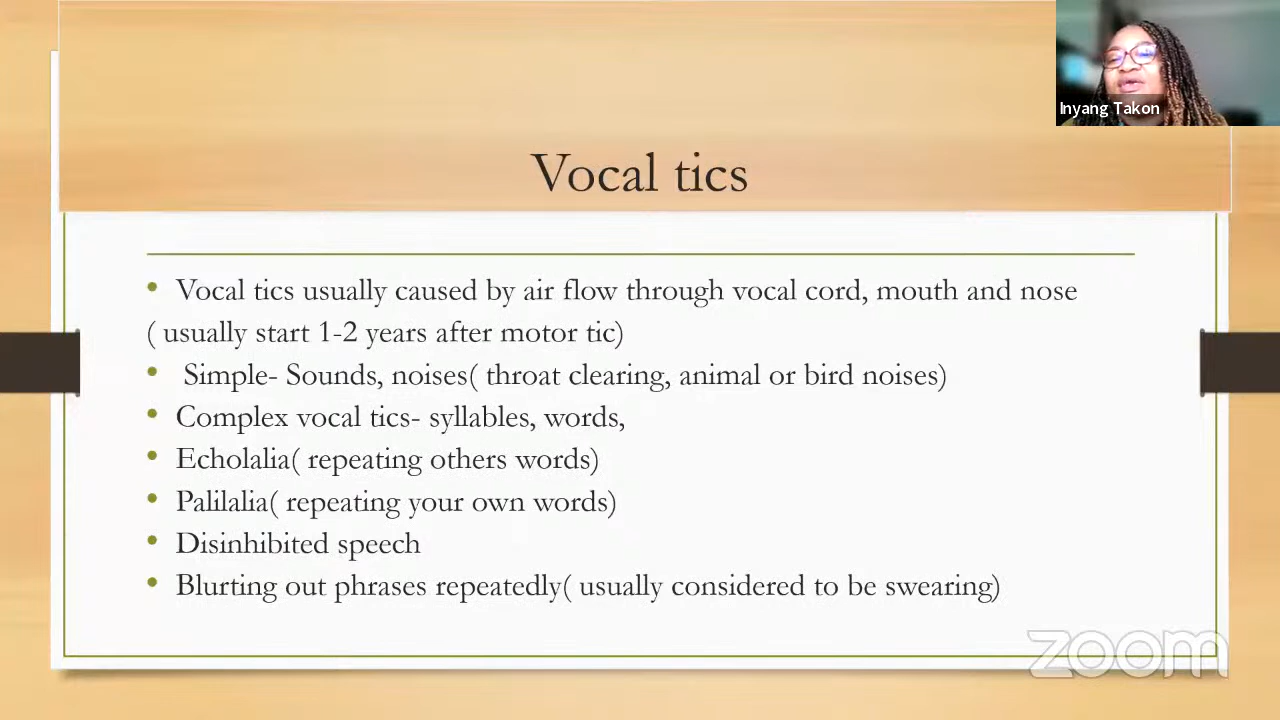 Inyang Takon
Vocal tics
• Vocal tics usually caused by air flow through vocal cord, mouth and nose
( usually start 1-2 years after motor tic)
• Simple- Sounds, noises( throat clearing, animal or bird noises)
• Complex vocal tics- syllables, words,
• Echolalia( repeating others words)
• Palilalia( repeating your own words)
• Disinhibited speech
• Blurting out phrases repeatedly( usually considered to be swearing)
zoom